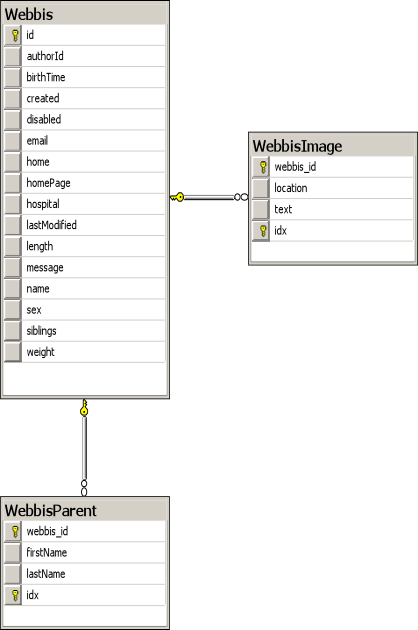 Webbis
id
authorId
birthTime
created
disabled
email
home
homePage
hospital
lastModified
length
message
name
sex
siblings
weight
WebbisImage
webbis_id
location
text
idx
WebbisParent
webbis_id
firstName
lastName
idx